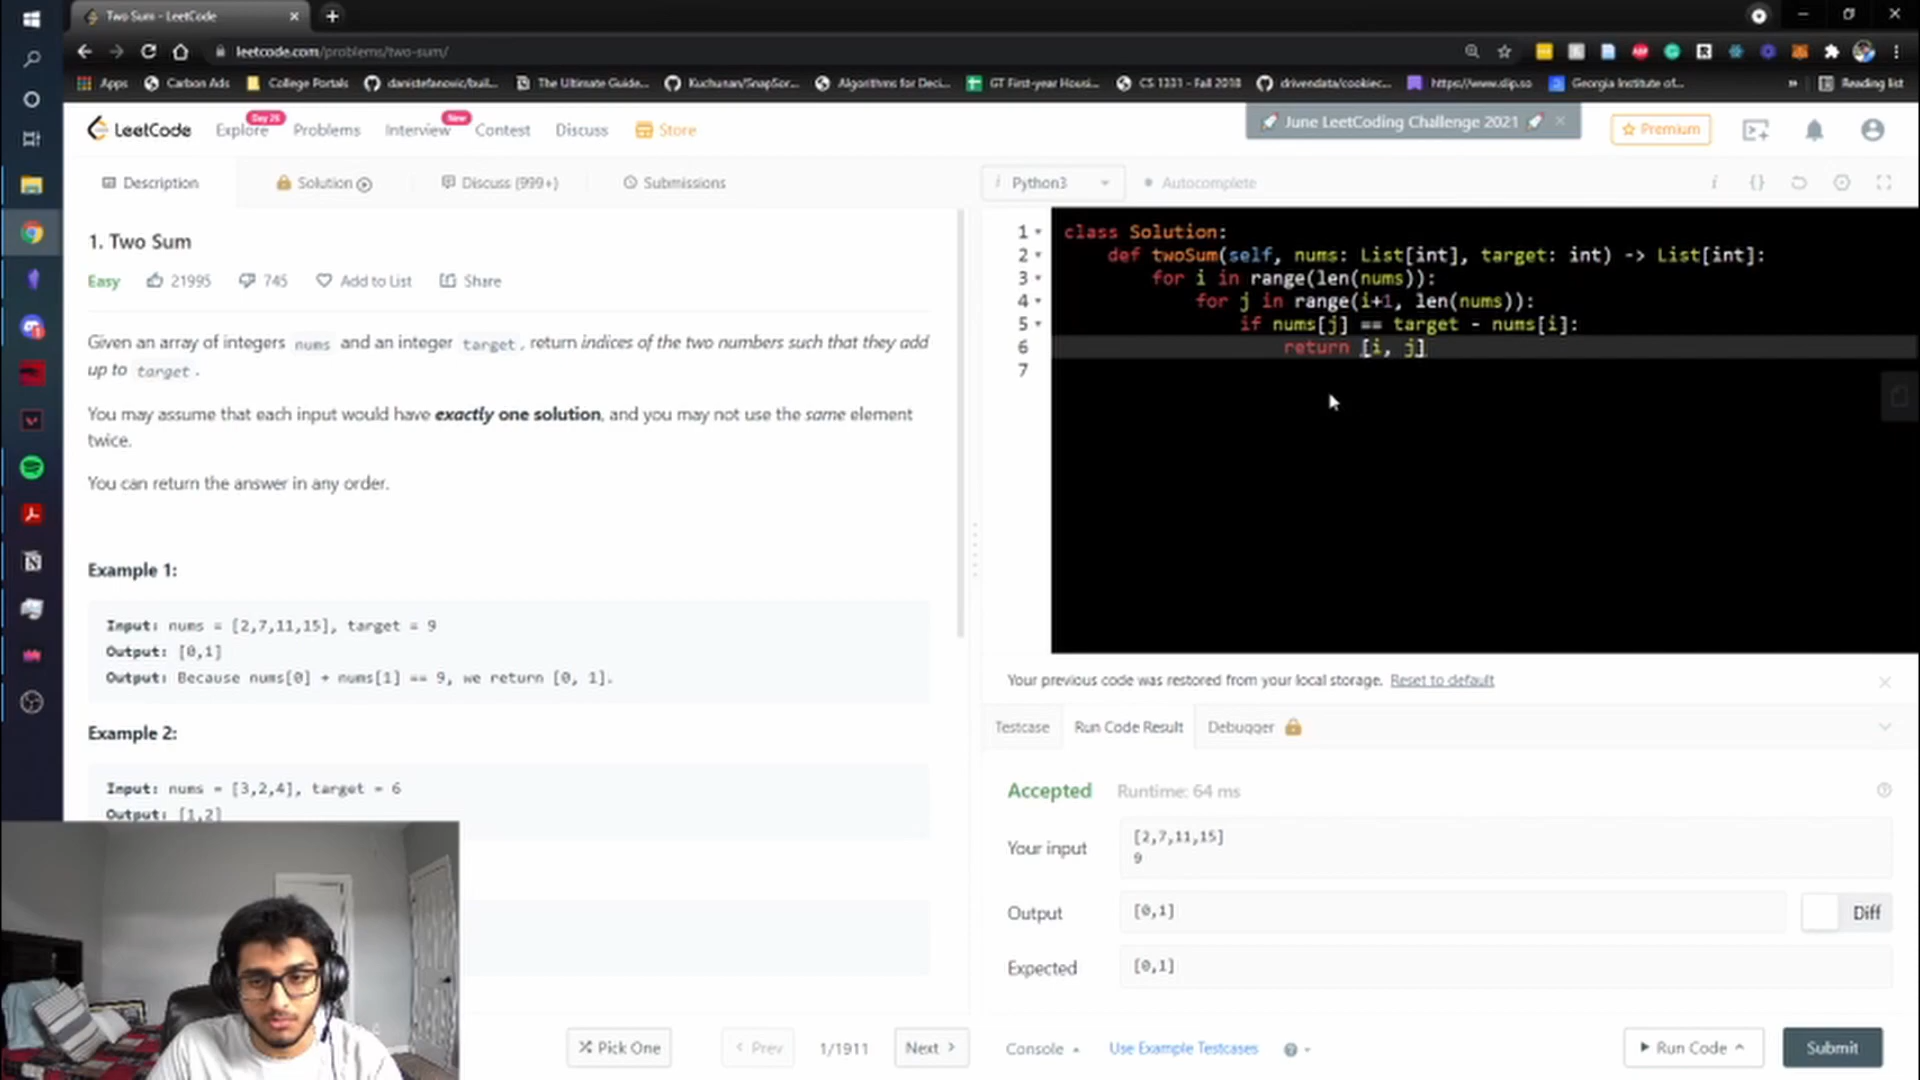 Two Sum - LeetCode
leetcode.com/problems/two-sum/
Apps Carbon Ads College Portals danistefanovic/buil... The Ultimate Guide... Kuchunan/SnapSor... Algorithms for Deci... GT First-year Housi... CS 1331 - Fall 2018 drivendata/cookiec... https://www.slip.so Georgia Institute of... » Reading list
LeetCode Explore Day 26 Problems Interview New Contest Discuss Store June LeetCoding Challenge 2021 Premium
Description Solution Discuss (999+) Submissions Python3 Autocomplete
1. Two Sum
Easy 21995 745 Add to List Share
Given an array of integers nums and an integer target, return indices of the two numbers such that they add
up to target.
You may assume that each input would have exactly one solution, and you may not use the same element
twice.
You can return the answer in any order.
Example 1:
Input: nums = [2,7,11,15], target = 9
Output: [0,1]
Output: Because nums[0] + nums[1] == 9, we return [0, 1].
Example 2:
Input: nums = [3,2,4], target = 6
Output: [1,2]
Pick One < Prev 1/1911 Next >
1 class Solution:
2 def twoSum(self, nums: List[int], target: int) -> List[int]:
3 for i in range(len(nums)):
4 for j in range(i+1, len(nums)):
5 if nums[j] == target - nums[i]:
6 return [i, j]
7
Your previous code was restored from your local storage. Reset to default
Testcase Run Code Result Debugger
Accepted Runtime: 64 ms
Your input
[2,7,11,15]
9
Output [0,1] Diff
Expected [0,1]
Console Use Example Testcases Run Code Submit